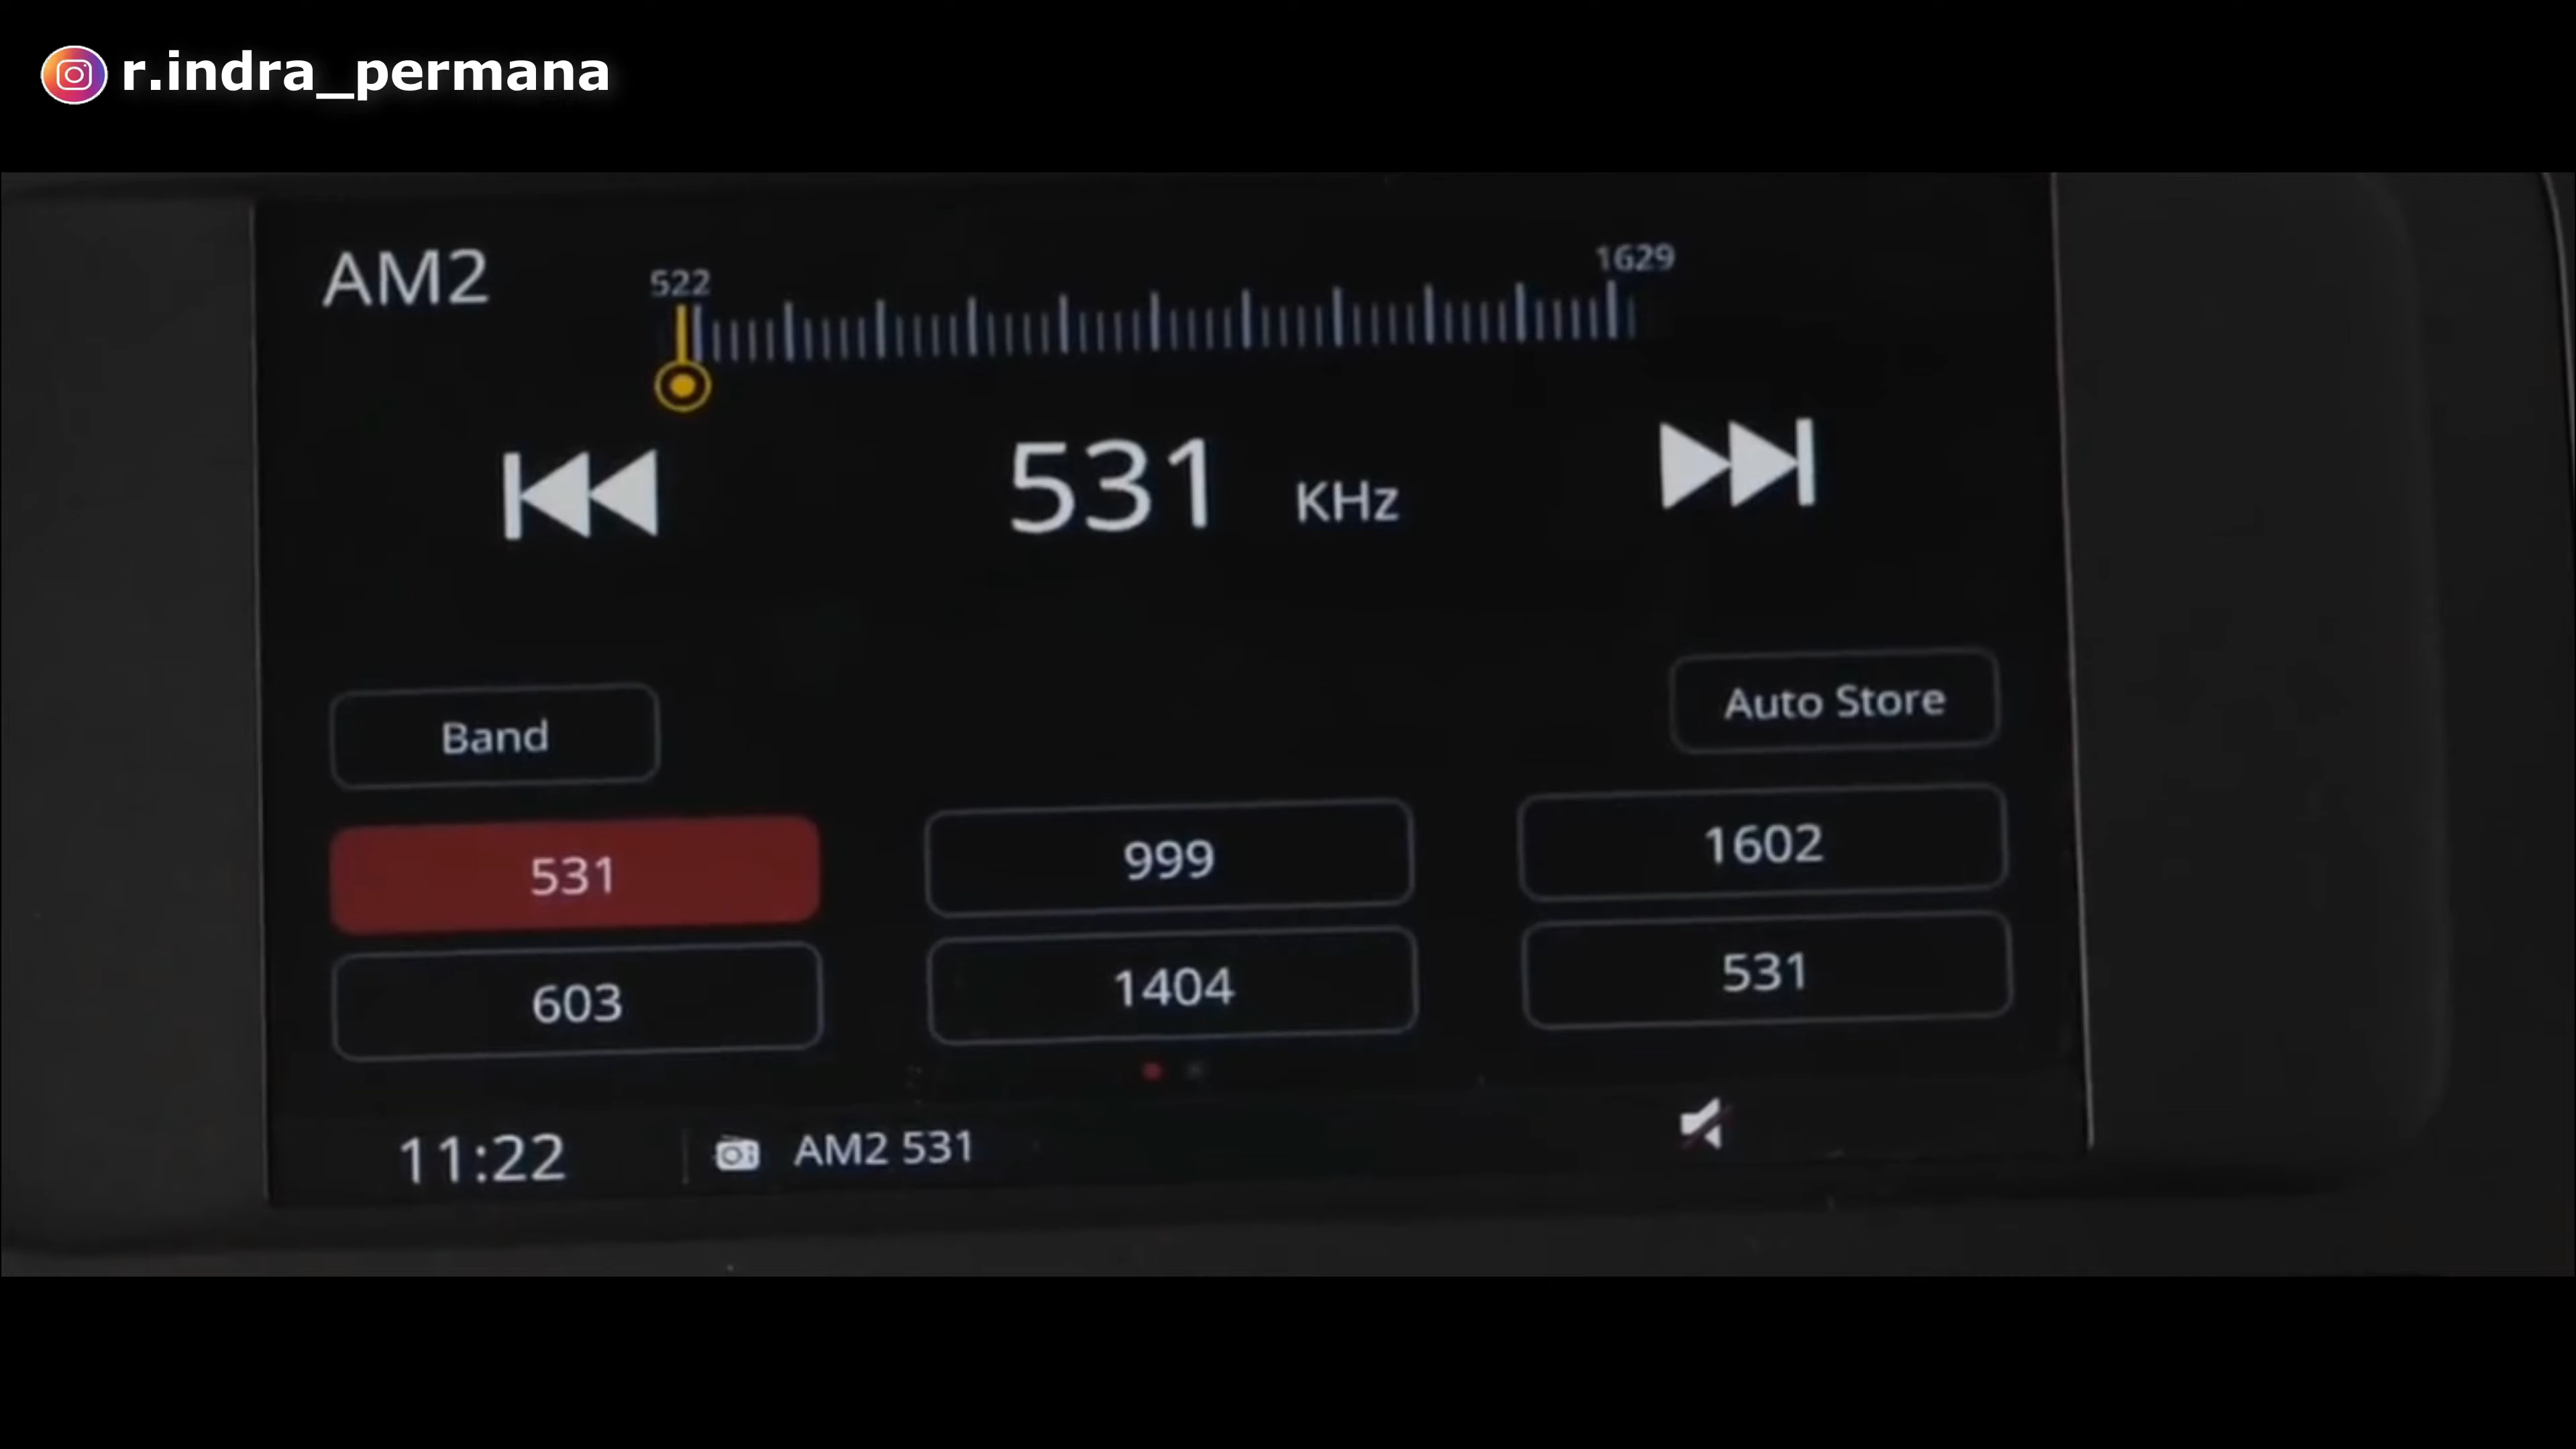 r.indra_permana
AM2
522
1629
531 KHz
Band
Auto Store
531
999
1602
603
1404
531
11:22
AM2 531